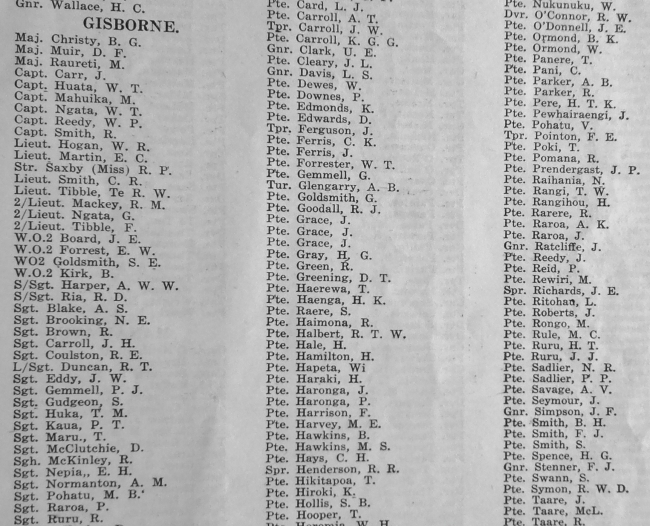 Gnr. Wallace, H. C.
GISBORNE.
Maj. Christy, B. G.
Maj. Muir, D. F.
Maj. Raureti, M.
Capt. Carr, J.
Capt. Huata, W. T.
Capt. Mahuika, M.
Capt. Ngata, W. T.
Capt. Reedy, W. P.
Capt. Smith, R.
Lieut. Hogan, W. R.
Lieut. Martin, E. C.
Str. Saxby (Miss) R. P.
Lieut. Smith, C. R.
Lieut. Tibble, Te R. W.
2/Lieut. Mackey, R. M.
2/Lieut. Ngata, G.
2/Lieut. Tibble, F.
W.O.2 Board, J. E.
W.O.2 Forrest, E. W.
WO2 Goldsmith, S. E.
W.O.2 Kirk, B.
S/Sgt. Harper, A. W. W.
S/Sgt. Ria, R. D.
Sgt. Blake, A. S.
Sgt. Brooking, N. E.
Sgt. Brown, R.
Sgt. Carroll, J. H.
Sgt. Coulston, R. E.
L/Sgt. Duncan, R. T.
Sgt. Eddy, J. W.
Sgt. Gemmell, P. J.
Sgt. Gudgeon, S.
Sgt. Huka, T. M.
Sgt. Kaua, P. T.
Sgt. Maru., T.
Sgt. McClutchie, D.
Sgh. McKinley, R.
Sgt. Nepia,, E. H.
Sgt. Normanton, A. M.
Sgt. Pohatu, M. B.
Sgt. Raroa, P.
Sgt. Ruru, R.
Pte. Card, L. J.
Pte. Carroll, A. T.
Tpr. Carroll, J. W.
Pte. Carroll, K. G. G.
Gnr. Clark, U. E.
Pte. Cleary, J. L.
Gnr. Davis, L. S.
Pte. Dewes, W.
Pte. Downes, P.
Pte. Edmonds, K.
Pte. Edwards, D.
Tpr. Ferguson, J.
Pte. Ferris, C. K.
Pte. Ferris, J.
Pte. Forrester, W. T.
Pte. Gemmell, G.
Tur. Glengarry, A. B.
Pte. Goldsmith, G.
Pte. Goodall, R. J.
Pte. Grace, J.
Pte. Grace, J.
Pte. Grace, J.
Pte. Gray, H. G.
Pte. Green, R.
Pte. Greening, D. T.
Pte. Haerewa, T.
Pte. Haenga, H. K.
Pte. Raere, S.
Pte. Haimona, R.
Pte. Halbert, R. T. W.
Pte. Hale, H.
Pte. Hamilton, H.
Pte. Hapeta, Wi
Pte. Haraki, H.
Pte. Haronga, J.
Pte. Haronga, P.
Pte. Harrison, F.
Pte. Harvey, M. E.
Pte. Hawkins, B.
Pte. Hawkins, M. S.
Pte. Hays, C. H.
Spr. Henderson, R. R.
Pte. Hikitapoa, T.
Pte. Hiroki, K.
Pte. Hollis, S. B.
Pte. Hooper, T.
Pte. Nukunuku, W.
Dvr. O'Connor, R. W.
Pte. O'Donnell, J. E.
Pte. Ormond, B. K.
Pte. Ormond, W.
Pte. Panere, T.
Pte. Pani, C.
Pte. Parker, A. B.
Pte. Parker, R.
Pte. Pere, H. T. K.
Pte. Pewhairaengi, J.
Pte. Pohatu, V.
Tpr. Pointon, F. E.
Pte. Poki, T.
Pte. Pomana, R.
Pte. Prendergast, J. P.
Pte. Raihania, N.
Pte. Rangi, T. W.
Pte. Rangihou, H.
Pte. Rarere, R.
Pte. Raroa, A. K.
Pte. Raroa, J.
Gnr. Ratcliffe, J.
Pte. Reedy, J.
Pte. Reid, P.
Pte. Rewiri, M.
Spr. Richards, J. E.
Pte. Ritohan, L.
Pte. Roberts, J.
Pte. Rongo, M.
Pte. Rule, M. C.
Pte. Ruru, H. T.
Pte. Ruru, J. J.
Pte. Sadlier, N. R.
Pte. Sadlier, P. P.
Pte. Savage, A. V.
Pte. Seymour, J.
Gnr. Simpson, J. F.
Pte. Smith, B. H.
Pte. Smith, F. J.
Pte. Smith, S.
Pte. Spence, H. G.
Gnr. Stenner, F. J.
Pte. Swann, S.
Pte. Symon, R. W. D.
Pte. Taare, J.
Pte. Taare, McL.
Pte. Taare, R.